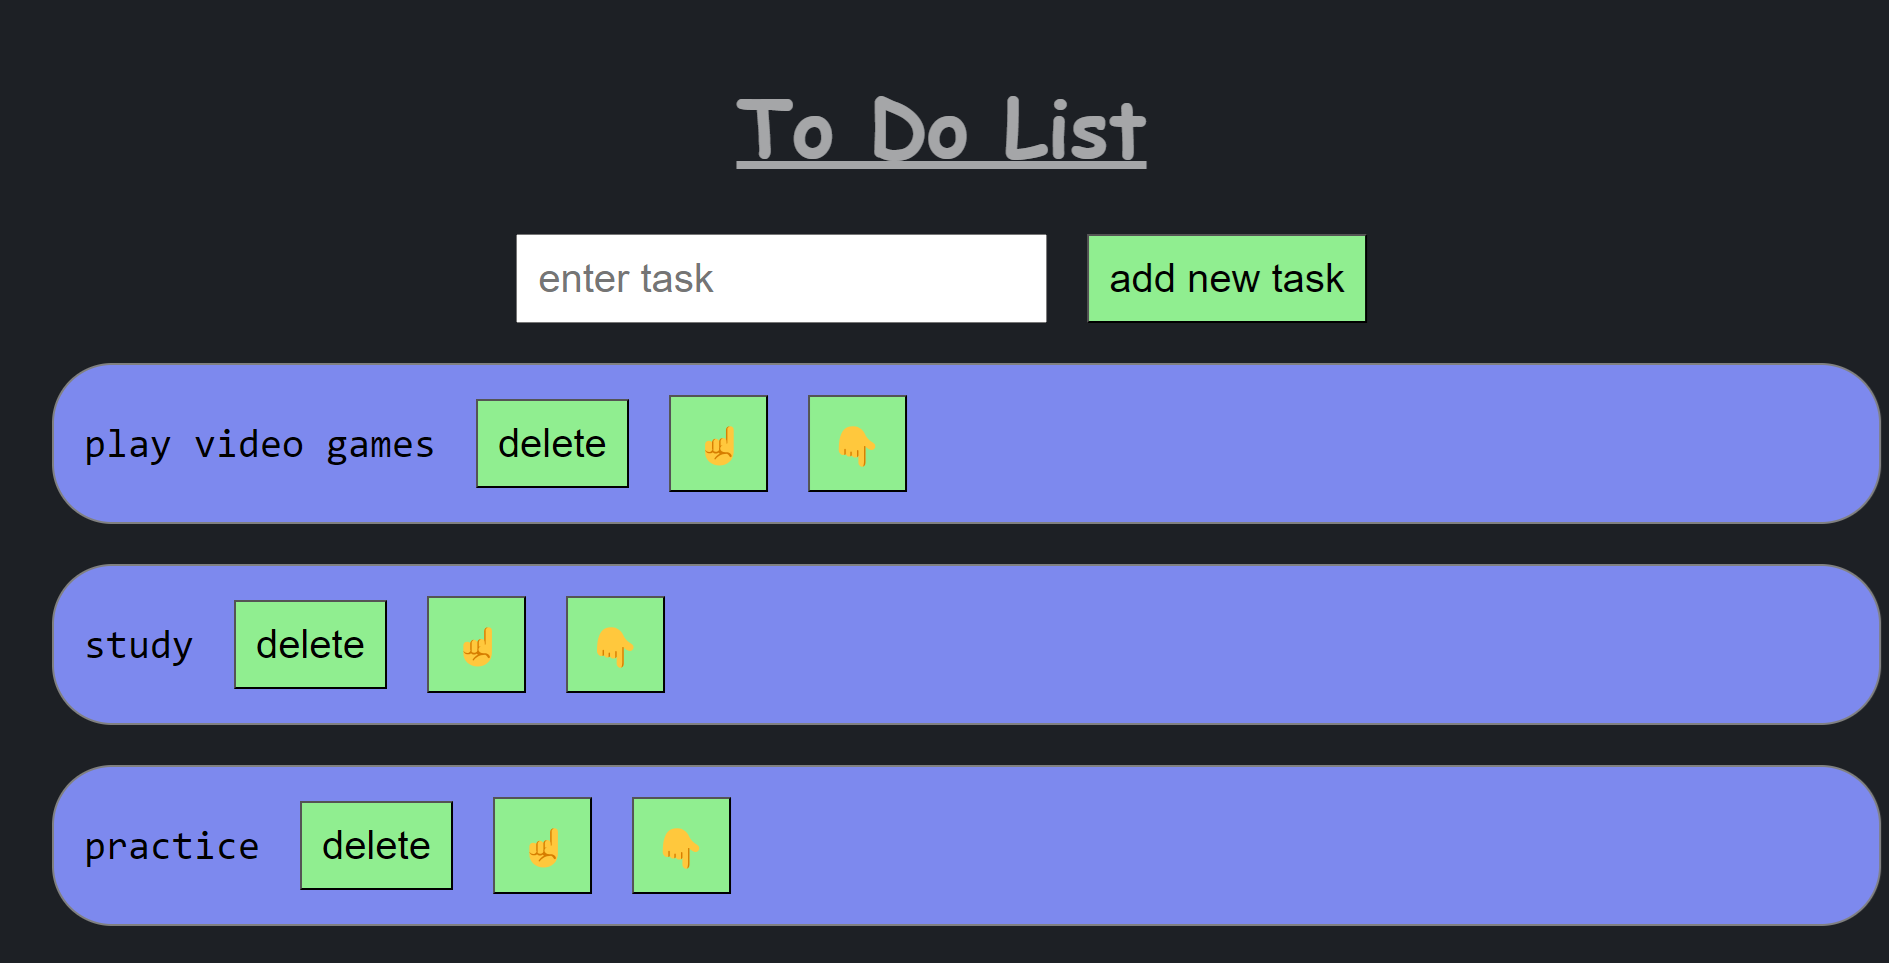 To Do List
enter task add new task
play video games delete ☝ 👇
study delete ☝ 👇
practice delete ☝ 👇